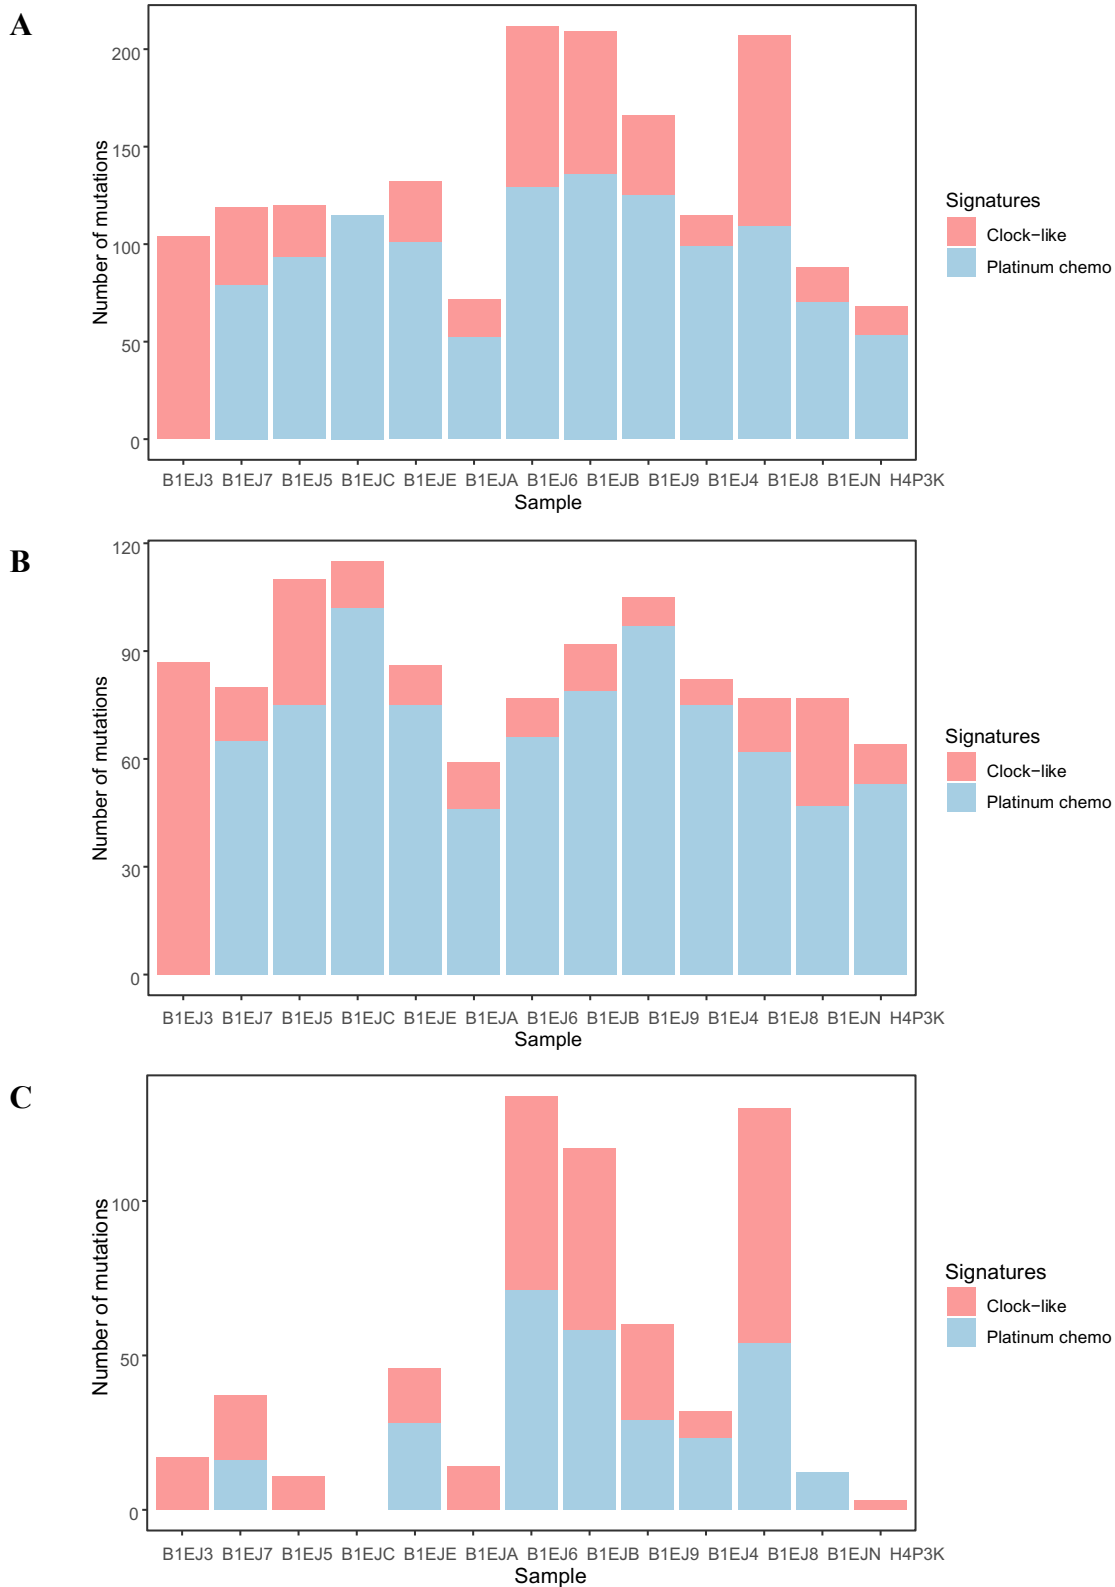 A
Number of mutations
200
150
100
50
0
B1EJ3 B1EJ7 B1EJ5 B1EJC B1EJE B1EJA B1EJ6 B1EJB B1EJ9 B1EJ4 B1EJ8 B1EJN H4P3K
Sample
Signatures
Clock−like
Platinum chemo
B
Number of mutations
120
90
60
30
0
B1EJ3 B1EJ7 B1EJ5 B1EJC B1EJE B1EJA B1EJ6 B1EJB B1EJ9 B1EJ4 B1EJ8 B1EJN H4P3K
Sample
Signatures
Clock−like
Platinum chemo
C
Number of mutations
100
50
0
B1EJ3 B1EJ7 B1EJ5 B1EJC B1EJE B1EJA B1EJ6 B1EJB B1EJ9 B1EJ4 B1EJ8 B1EJN H4P3K
Sample
Signatures
Clock−like
Platinum chemo